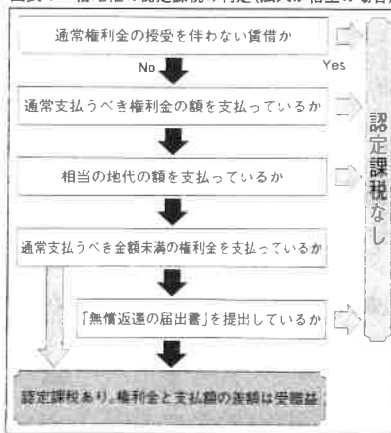 通常権利金の授受を伴わない賃借か
No
Yes
通常支払うべき権利金の額を支払っているか
相当の地代の額を支払っているか
通常支払うべき金額未満の権利金を支払っているか
「無償返還の届出書」を提出しているか
認定課税なし
認定課税あり。権利金と支払額の差額は受贈益